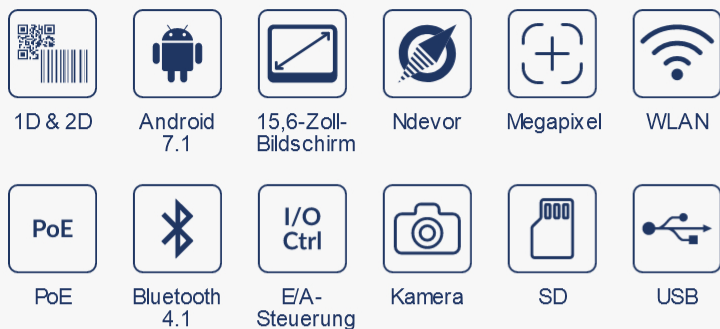 1D & 2D
Android
7.1
15,6-Zoll-
Bildschirm
Ndevor
Megapixel
WLAN
PoE
PoE
Bluetooth
4.1
I/O
Ctrl
E/A-
Steuerung
Kamera
SD
USB